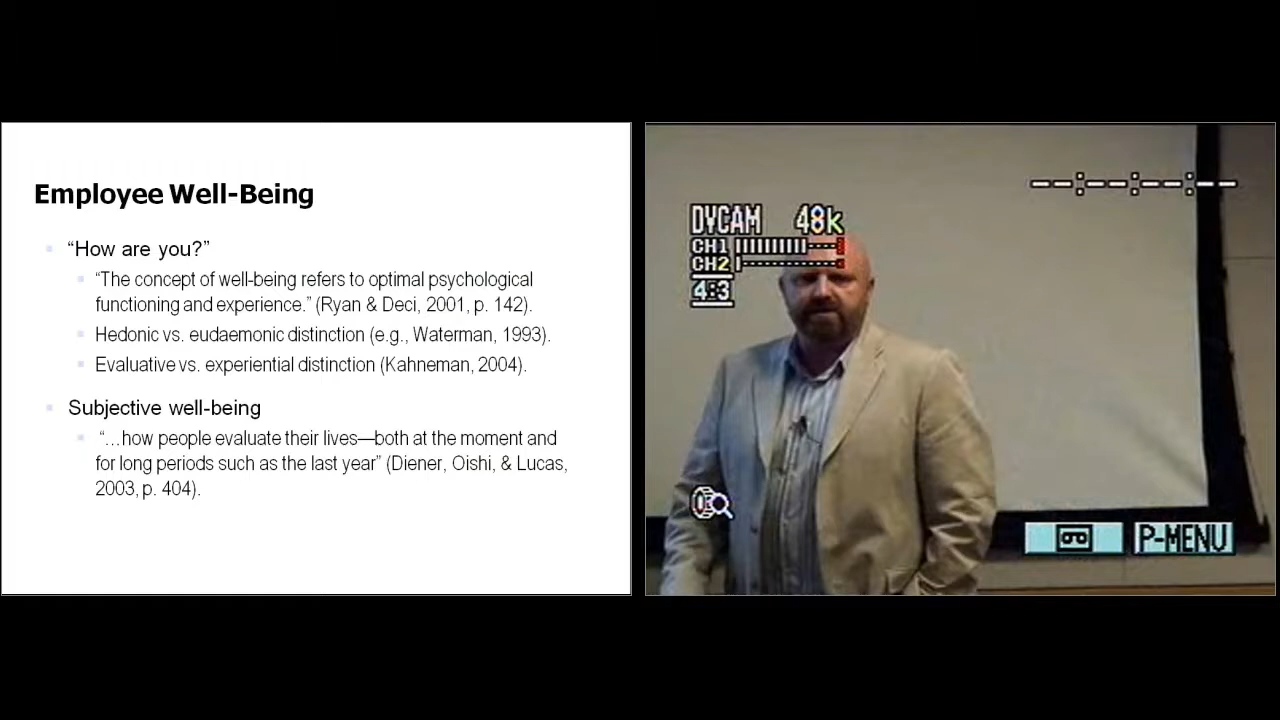 Employee Well-Being
“How are you?”
“The concept of well-being refers to optimal psychological
functioning and experience.” (Ryan & Deci, 2001, p. 142).
Hedonic vs. eudaemonic distinction (e.g., Waterman, 1993).
Evaluative vs. experiential distinction (Kahneman, 2004).
Subjective well-being
“…how people evaluate their lives—both at the moment and
for long periods such as the last year” (Diener, Oishi, & Lucas,
2003, p. 404).
DVCAM 48k
CH1
CH2
4:3
P-MENU